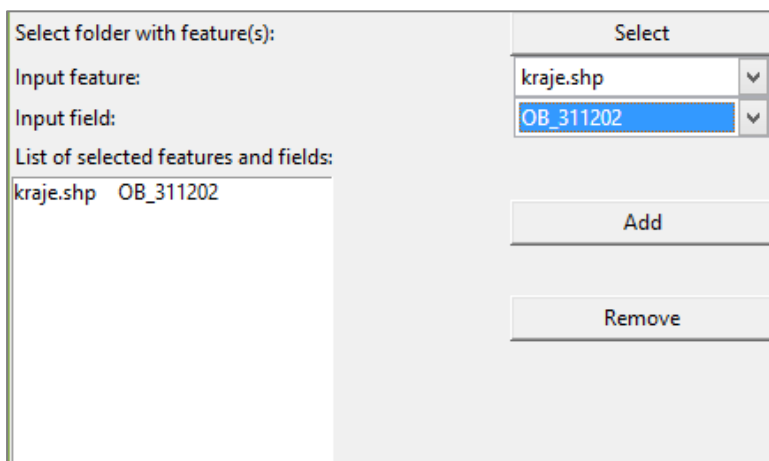 Select folder with feature(s): Select
Input feature: kraje.shp
Input field: OB_311202
List of selected features and fields:
kraje.shp OB_311202
Add
Remove